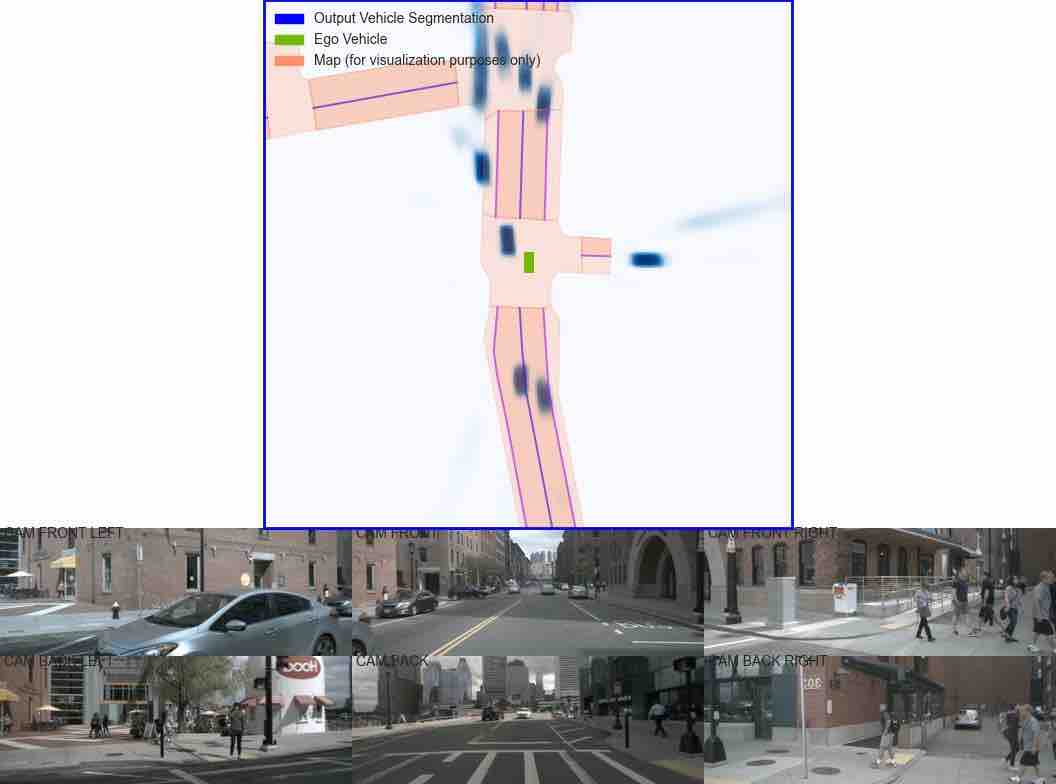 Output Vehicle Segmentation
Ego Vehicle
Map (for visualization purposes only)
CAM FRONT LEFT
CAM FRONT
CAM FRONT RIGHT
CAM BACK LEFT
CAM BACK
CAM BACK RIGHT